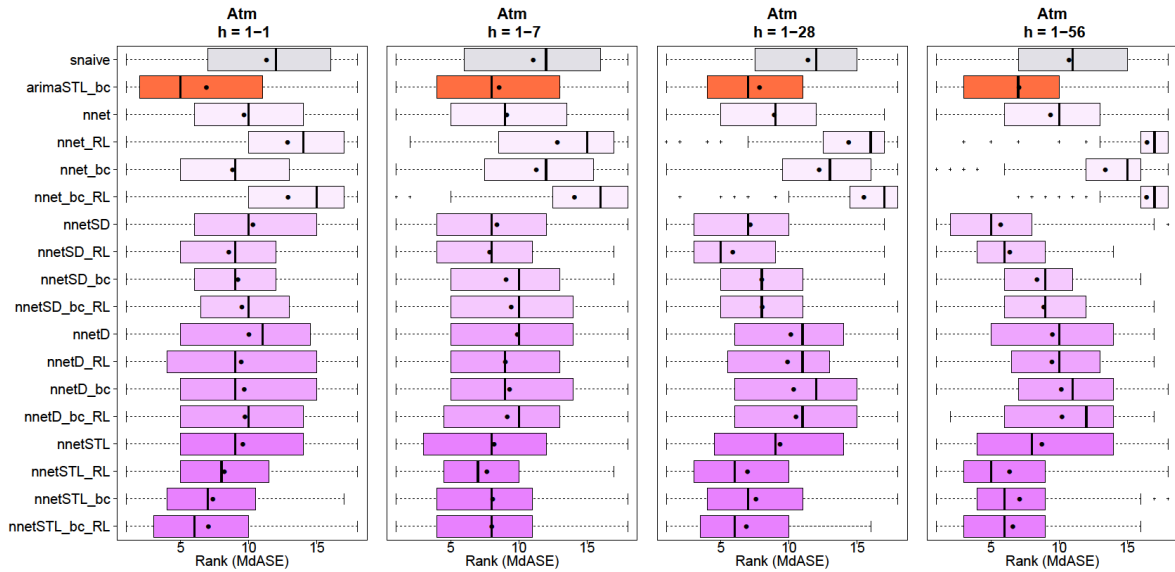 Atm
h = 1−1
Atm
h = 1−7
Atm
h = 1−28
Atm
h = 1−56
snaive
arimaSTL_bc
nnet
nnet_RL
nnet_bc
nnet_bc_RL
nnetSD
nnetSD_RL
nnetSD_bc
nnetSD_bc_RL
nnetD
nnetD_RL
nnetD_bc
nnetD_bc_RL
nnetSTL
nnetSTL_RL
nnetSTL_bc
nnetSTL_bc_RL
5 10 15
Rank (MdASE)
5 10 15
Rank (MdASE)
5 10 15
Rank (MdASE)
5 10 15
Rank (MdASE)